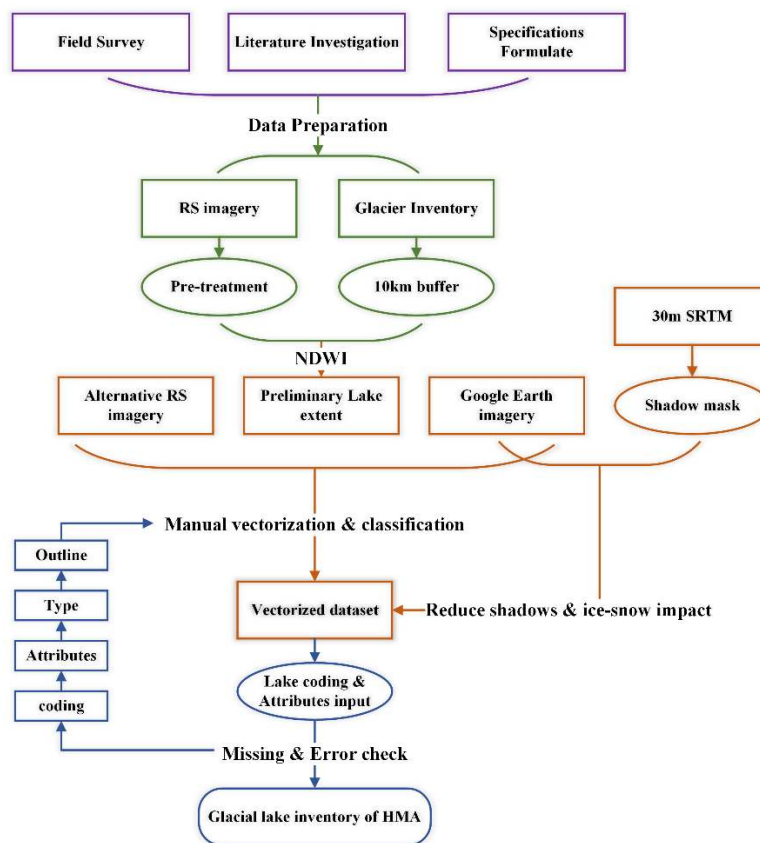 Field Survey
Literature Investigation
Specifications
Formulate
Data Preparation
RS imagery
Glacier Inventory
Pre-treatment
10km buffer
30m SRTM
NDWI
Alternative RS
imagery
Preliminary Lake
extent
Google Earth
imagery
Shadow mask
Manual vectorization & classification
Outline
Type
Vectorized dataset
Reduce shadows & ice-snow impact
Attributes
Lake coding &
Attributes input
coding
Missing & Error check
Glacial lake inventory of HMA